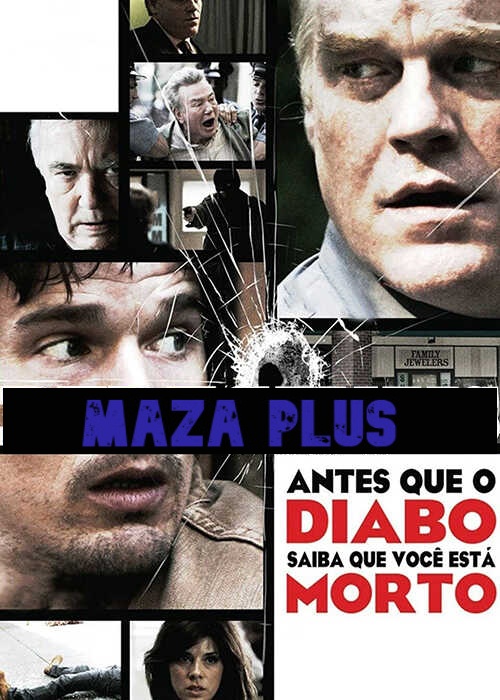 FAMILY
JEWELERS
MAZA PLUS
ANTES QUE O
DIABO
SAIBA QUE VOCÊ ESTÁ
MORTO